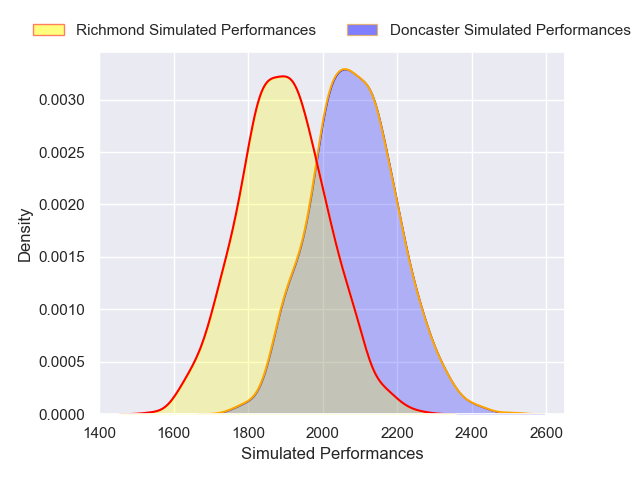 Richmond Simulated Performances Doncaster Simulated Performances
0.0030
0.0025
0.0020
0.0015
0.0010
0.0005
0.0000
Density
1400 1600 1800 2000 2200 2400 2600
Simulated Performances